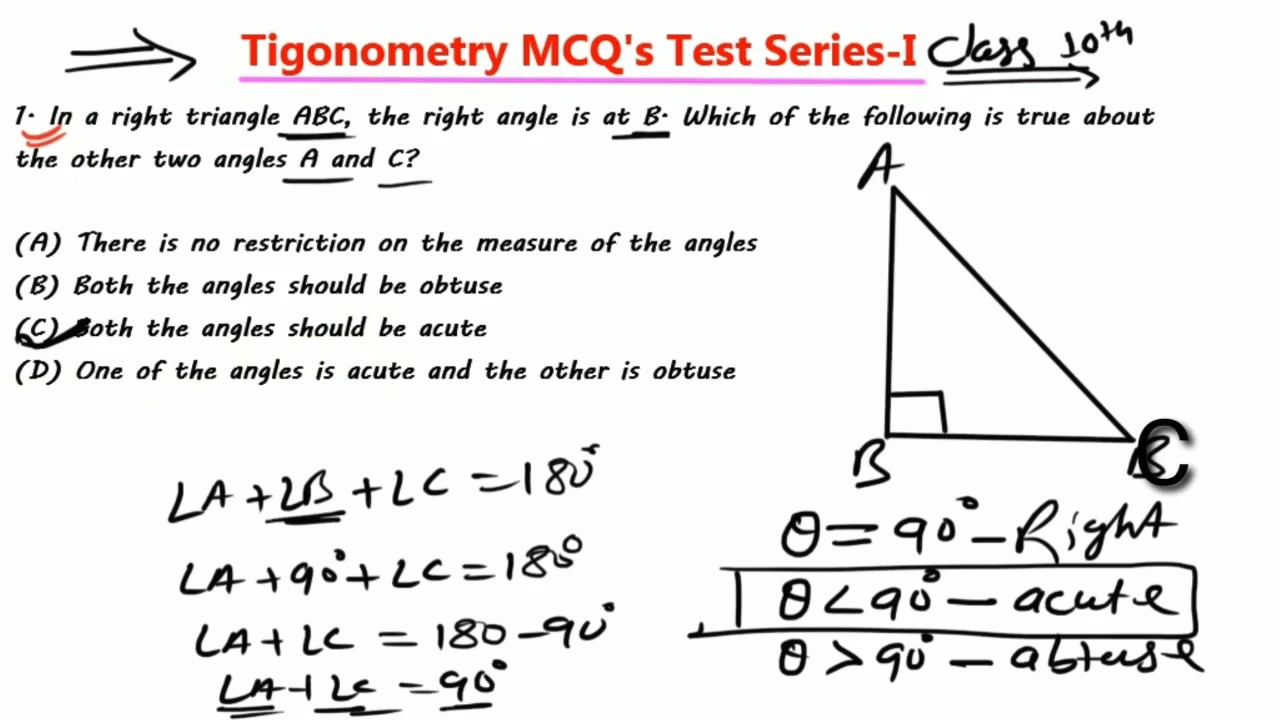 Tigonometry MCQ's Test Series-I Class 10th
1. In a right triangle ABC, the right angle is at B. Which of the following is true about
the other two angles A and C?
(A) There is no restriction on the measure of the angles
(B) Both the angles should be obtuse
(C) Both the angles should be acute
(D) One of the angles is acute and the other is obtuse
A
B
C
∠A + ∠B + ∠C = 180°
∠A + 90° + ∠C = 180°
∠A + ∠C = 180 - 90°
∠A + ∠C = 90°
θ = 90° - Right
θ < 90° - acute
θ > 90° - abtuse